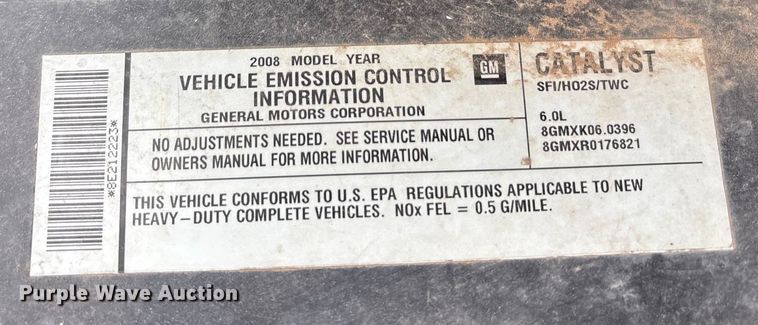 *8E212223*
2008 MODEL YEAR
VEHICLE EMISSION CONTROL
INFORMATION
GENERAL MOTORS CORPORATION
GM
NO ADJUSTMENTS NEEDED. SEE SERVICE MANUAL OR
OWNERS MANUAL FOR MORE INFORMATION.
CATALYST
SFI/HO2S/TWC
6.0L
8GMXK06.0396
8GMXR0176821
THIS VEHICLE CONFORMS TO U.S. EPA REGULATIONS APPLICABLE TO NEW
HEAVY-DUTY COMPLETE VEHICLES. NOx FEL = 0.5 G/MILE.
Purple Wave Auction